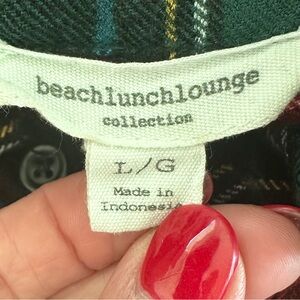 beachlunchlounge
collection
L/G
Made in
Indonesia